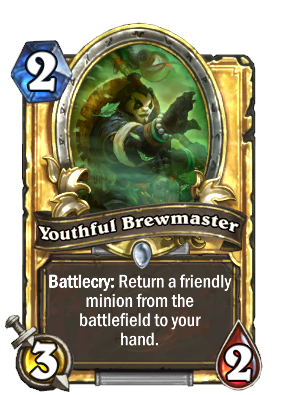 2
Youthful Brewmaster
Battlecry: Return a friendly
minion from the
battlefield to your
hand.
3
2